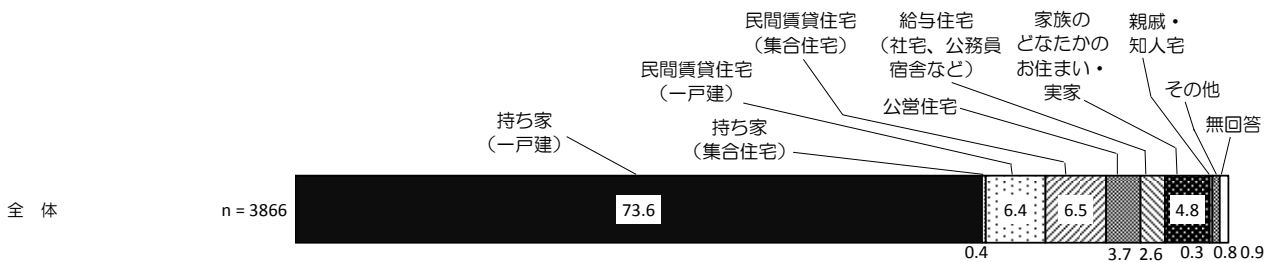 民間賃貸住宅
（集合住宅）
給与住宅
（社宅、公務員
宿舎など）
家族の
どなたかの
お住まい・
実家
親戚・
知人宅
民間賃貸住宅
（一戸建）
その他
公営住宅
持ち家
（一戸建）
持ち家
（集合住宅）
無回答
全　体
n = 3866
73.6
6.4
6.5
4.8
0.4
3.7
2.6
0.3
0.8
0.9